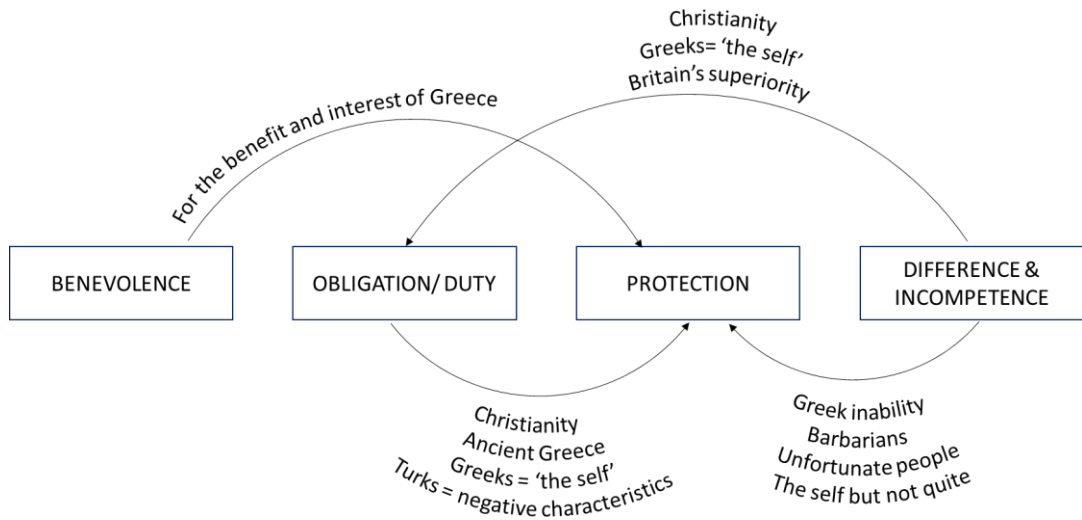 Christianity
Greeks= ‘the self’
Britain’s superiority
For the benefit and interest of Greece
BENEVOLENCE
OBLIGATION/ DUTY
PROTECTION
DIFFERENCE &
INCOMPETENCE
Christianity
Ancient Greece
Greeks = ‘the self’
Turks = negative characteristics
Greek inability
Barbarians
Unfortunate people
The self but not quite